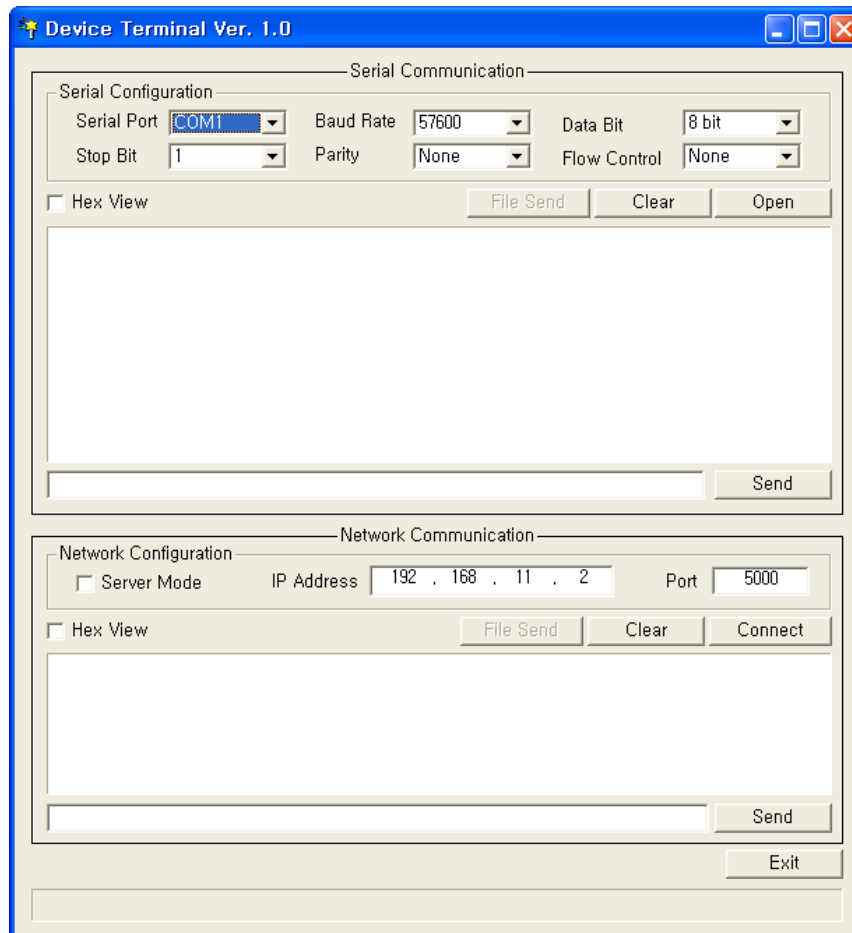 Device Terminal Ver. 1.0
Serial Communication
Serial Configuration
Serial Port COM1 Baud Rate 57600 Data Bit 8 bit
Stop Bit 1 Parity None Flow Control None
Hex View File Send Clear Open
Send
Network Communication
Network Configuration
Server Mode IP Address 192 . 168 . 11 . 2 Port 5000
Hex View File Send Clear Connect
Send
Exit